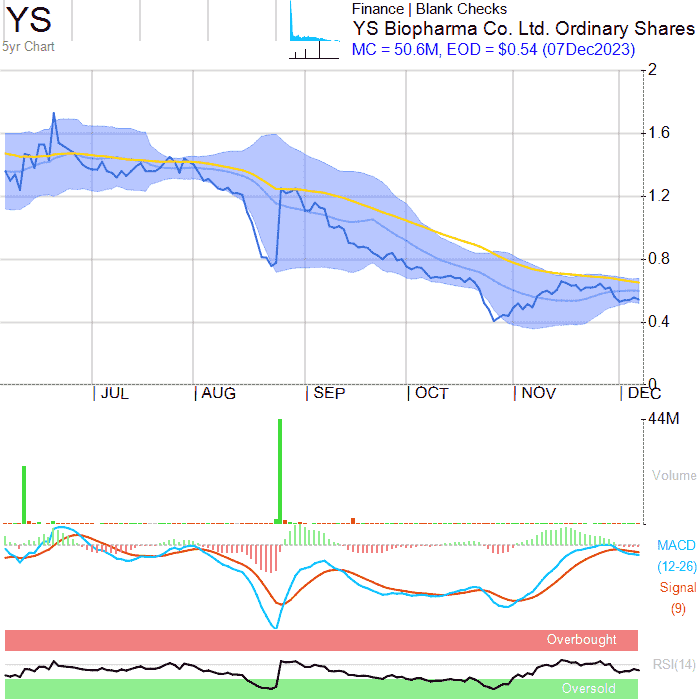 YS
5yr Chart
Finance | Blank Checks
YS Biopharma Co. Ltd. Ordinary Shares
MC = 50.6M, EOD = $0.54 (07Dec2023)
2
1.6
1.2
0.8
0.4
0
JUL AUG SEP OCT NOV DEC
44M
Volume
MACD
(12-26)
Signal
(9)
Overbought
RSI(14)
Oversold